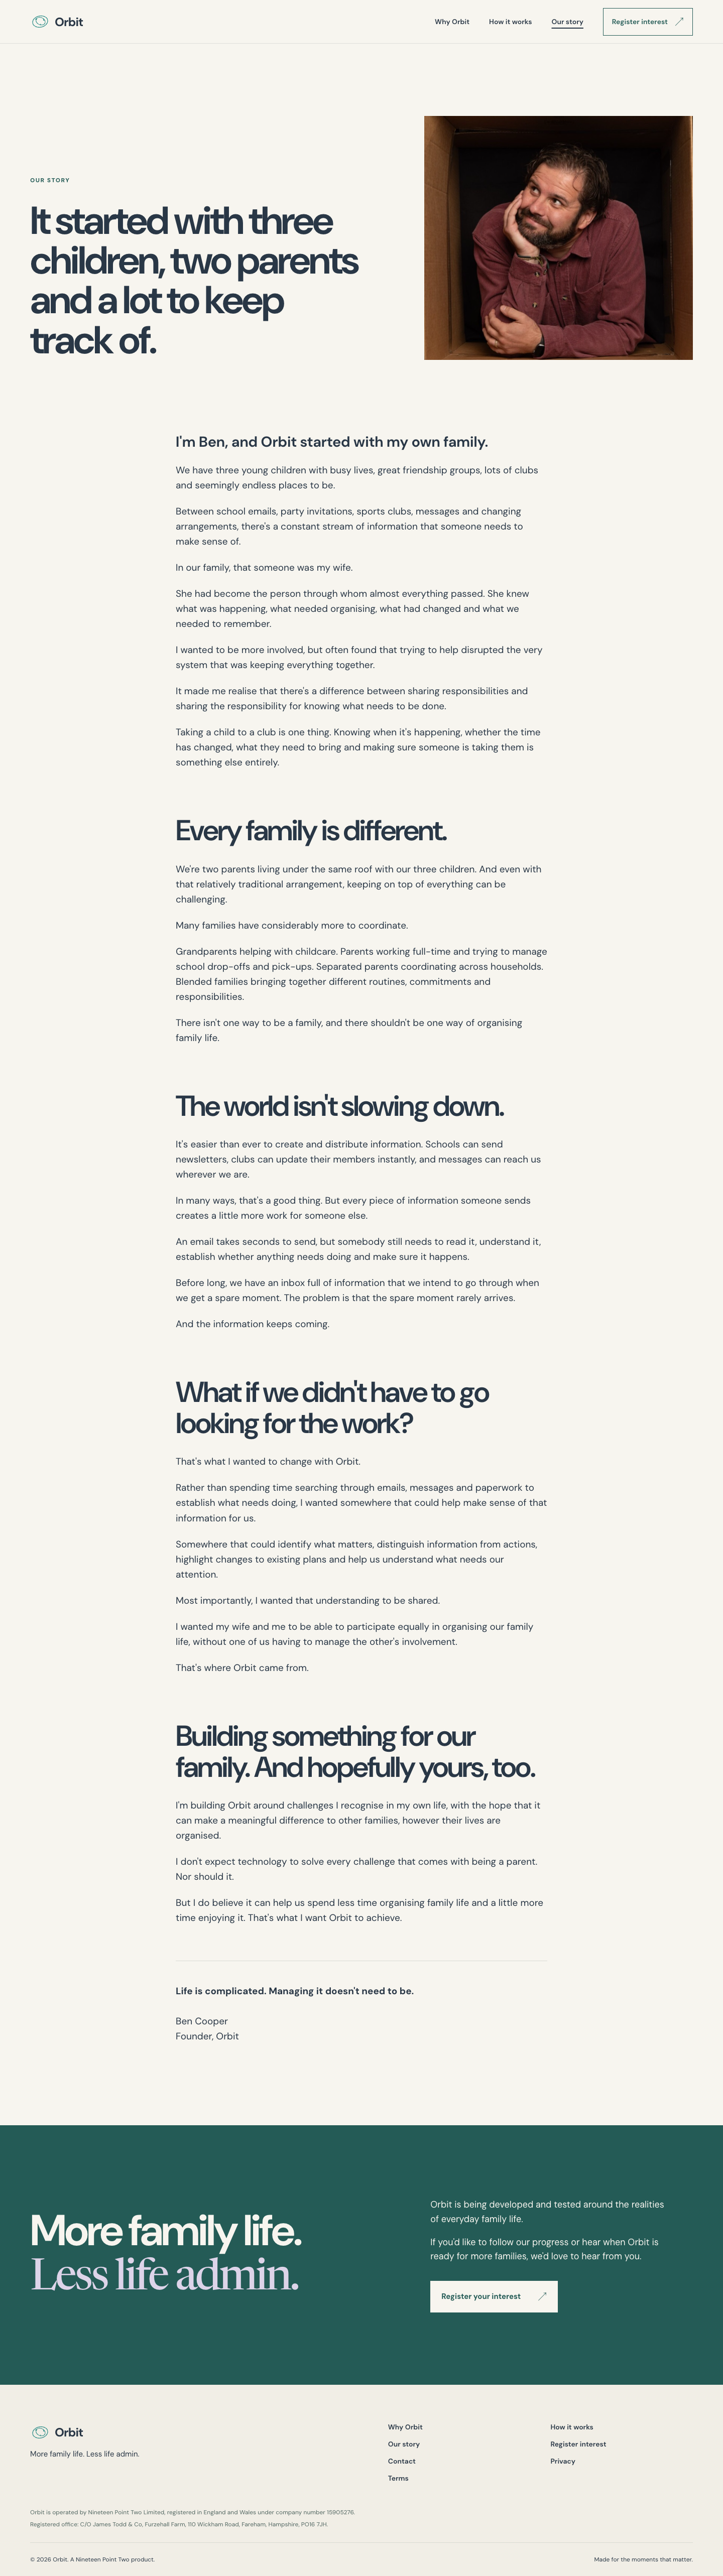 Orbit
Why Orbit
How it works
Our story
Register interest
OUR STORY
It started with three
children, two parents
and a lot to keep
track of.
I'm Ben, and Orbit started with my own family.
We have three young children with busy lives, great friendship groups, lots of clubs
and seemingly endless places to be.
Between school emails, party invitations, sports clubs, messages and changing
arrangements, there's a constant stream of information that someone needs to
make sense of.
In our family, that someone was my wife.
She had become the person through whom almost everything passed. She knew
what was happening, what needed organising, what had changed and what we
needed to remember.
I wanted to be more involved, but often found that trying to help disrupted the very
system that was keeping everything together.
It made me realise that there's a difference between sharing responsibilities and
sharing the responsibility for knowing what needs to be done.
Taking a child to a club is one thing. Knowing when it's happening, whether the time
has changed, what they need to bring and making sure someone is taking them is
something else entirely.
Every family is different.
We're two parents living under the same roof with our three children. And even with
that relatively traditional arrangement, keeping on top of everything can be
challenging.
Many families have considerably more to coordinate.
Grandparents helping with childcare. Parents working full-time and trying to manage
school drop-offs and pick-ups. Separated parents coordinating across households.
Blended families bringing together different routines, commitments and
responsibilities.
There isn't one way to be a family, and there shouldn't be one way of organising
family life.
The world isn't slowing down.
It's easier than ever to create and distribute information. Schools can send
newsletters, clubs can update their members instantly, and messages can reach us
wherever we are.
In many ways, that's a good thing. But every piece of information someone sends
creates a little more work for someone else.
An email takes seconds to send, but somebody still needs to read it, understand it,
establish whether anything needs doing and make sure it happens.
Before long, we have an inbox full of information that we intend to go through when
we get a spare moment. The problem is that the spare moment rarely arrives.
And the information keeps coming.
What if we didn't have to go
looking for the work?
That's what I wanted to change with Orbit.
Rather than spending time searching through emails, messages and paperwork to
establish what needs doing, I wanted somewhere that could help make sense of that
information for us.
Somewhere that could identify what matters, distinguish information from actions,
highlight changes to existing plans and help us understand what needs our
attention.
Most importantly, I wanted that understanding to be shared.
I wanted my wife and me to be able to participate equally in organising our family
life, without one of us having to manage the other's involvement.
That's where Orbit came from.
Building something for our
family. And hopefully yours, too.
I'm building Orbit around challenges I recognise in my own life, with the hope that it
can make a meaningful difference to other families, however their lives are
organised.
I don't expect technology to solve every challenge that comes with being a parent.
Nor should it.
But I do believe it can help us spend less time organising family life and a little more
time enjoying it. That's what I want Orbit to achieve.
Life is complicated. Managing it doesn't need to be.
Ben Cooper
Founder, Orbit
More family life.
Less life admin.
Orbit is being developed and tested around the realities
of everyday family life.
If you'd like to follow our progress or hear when Orbit is
ready for more families, we'd love to hear from you.
Register your interest
Orbit
More family life. Less life admin.
Why Orbit
Our story
Contact
Terms
How it works
Register interest
Privacy
Orbit is operated by Nineteen Point Two Limited, registered in England and Wales under company number 15905276.
Registered office: C/O James Todd & Co, Furzehall Farm, 110 Wickham Road, Fareham, Hampshire, PO16 7JH.
© 2026 Orbit. A Nineteen Point Two product.
Made for the moments that matter.